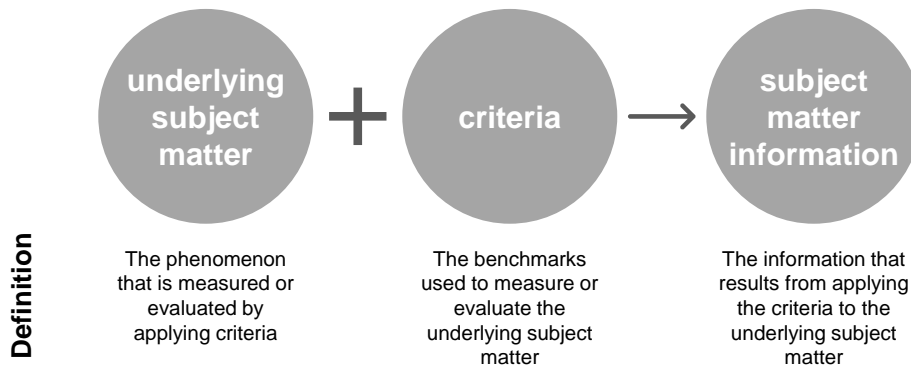 underlying
subject
matter
+
criteria
subject
matter
information
Definition
The phenomenon
that is measured or
evaluated by
applying criteria
The benchmarks
used to measure or
evaluate the
underlying subject
matter
The information that
results from applying
the criteria to the
underlying subject
matter